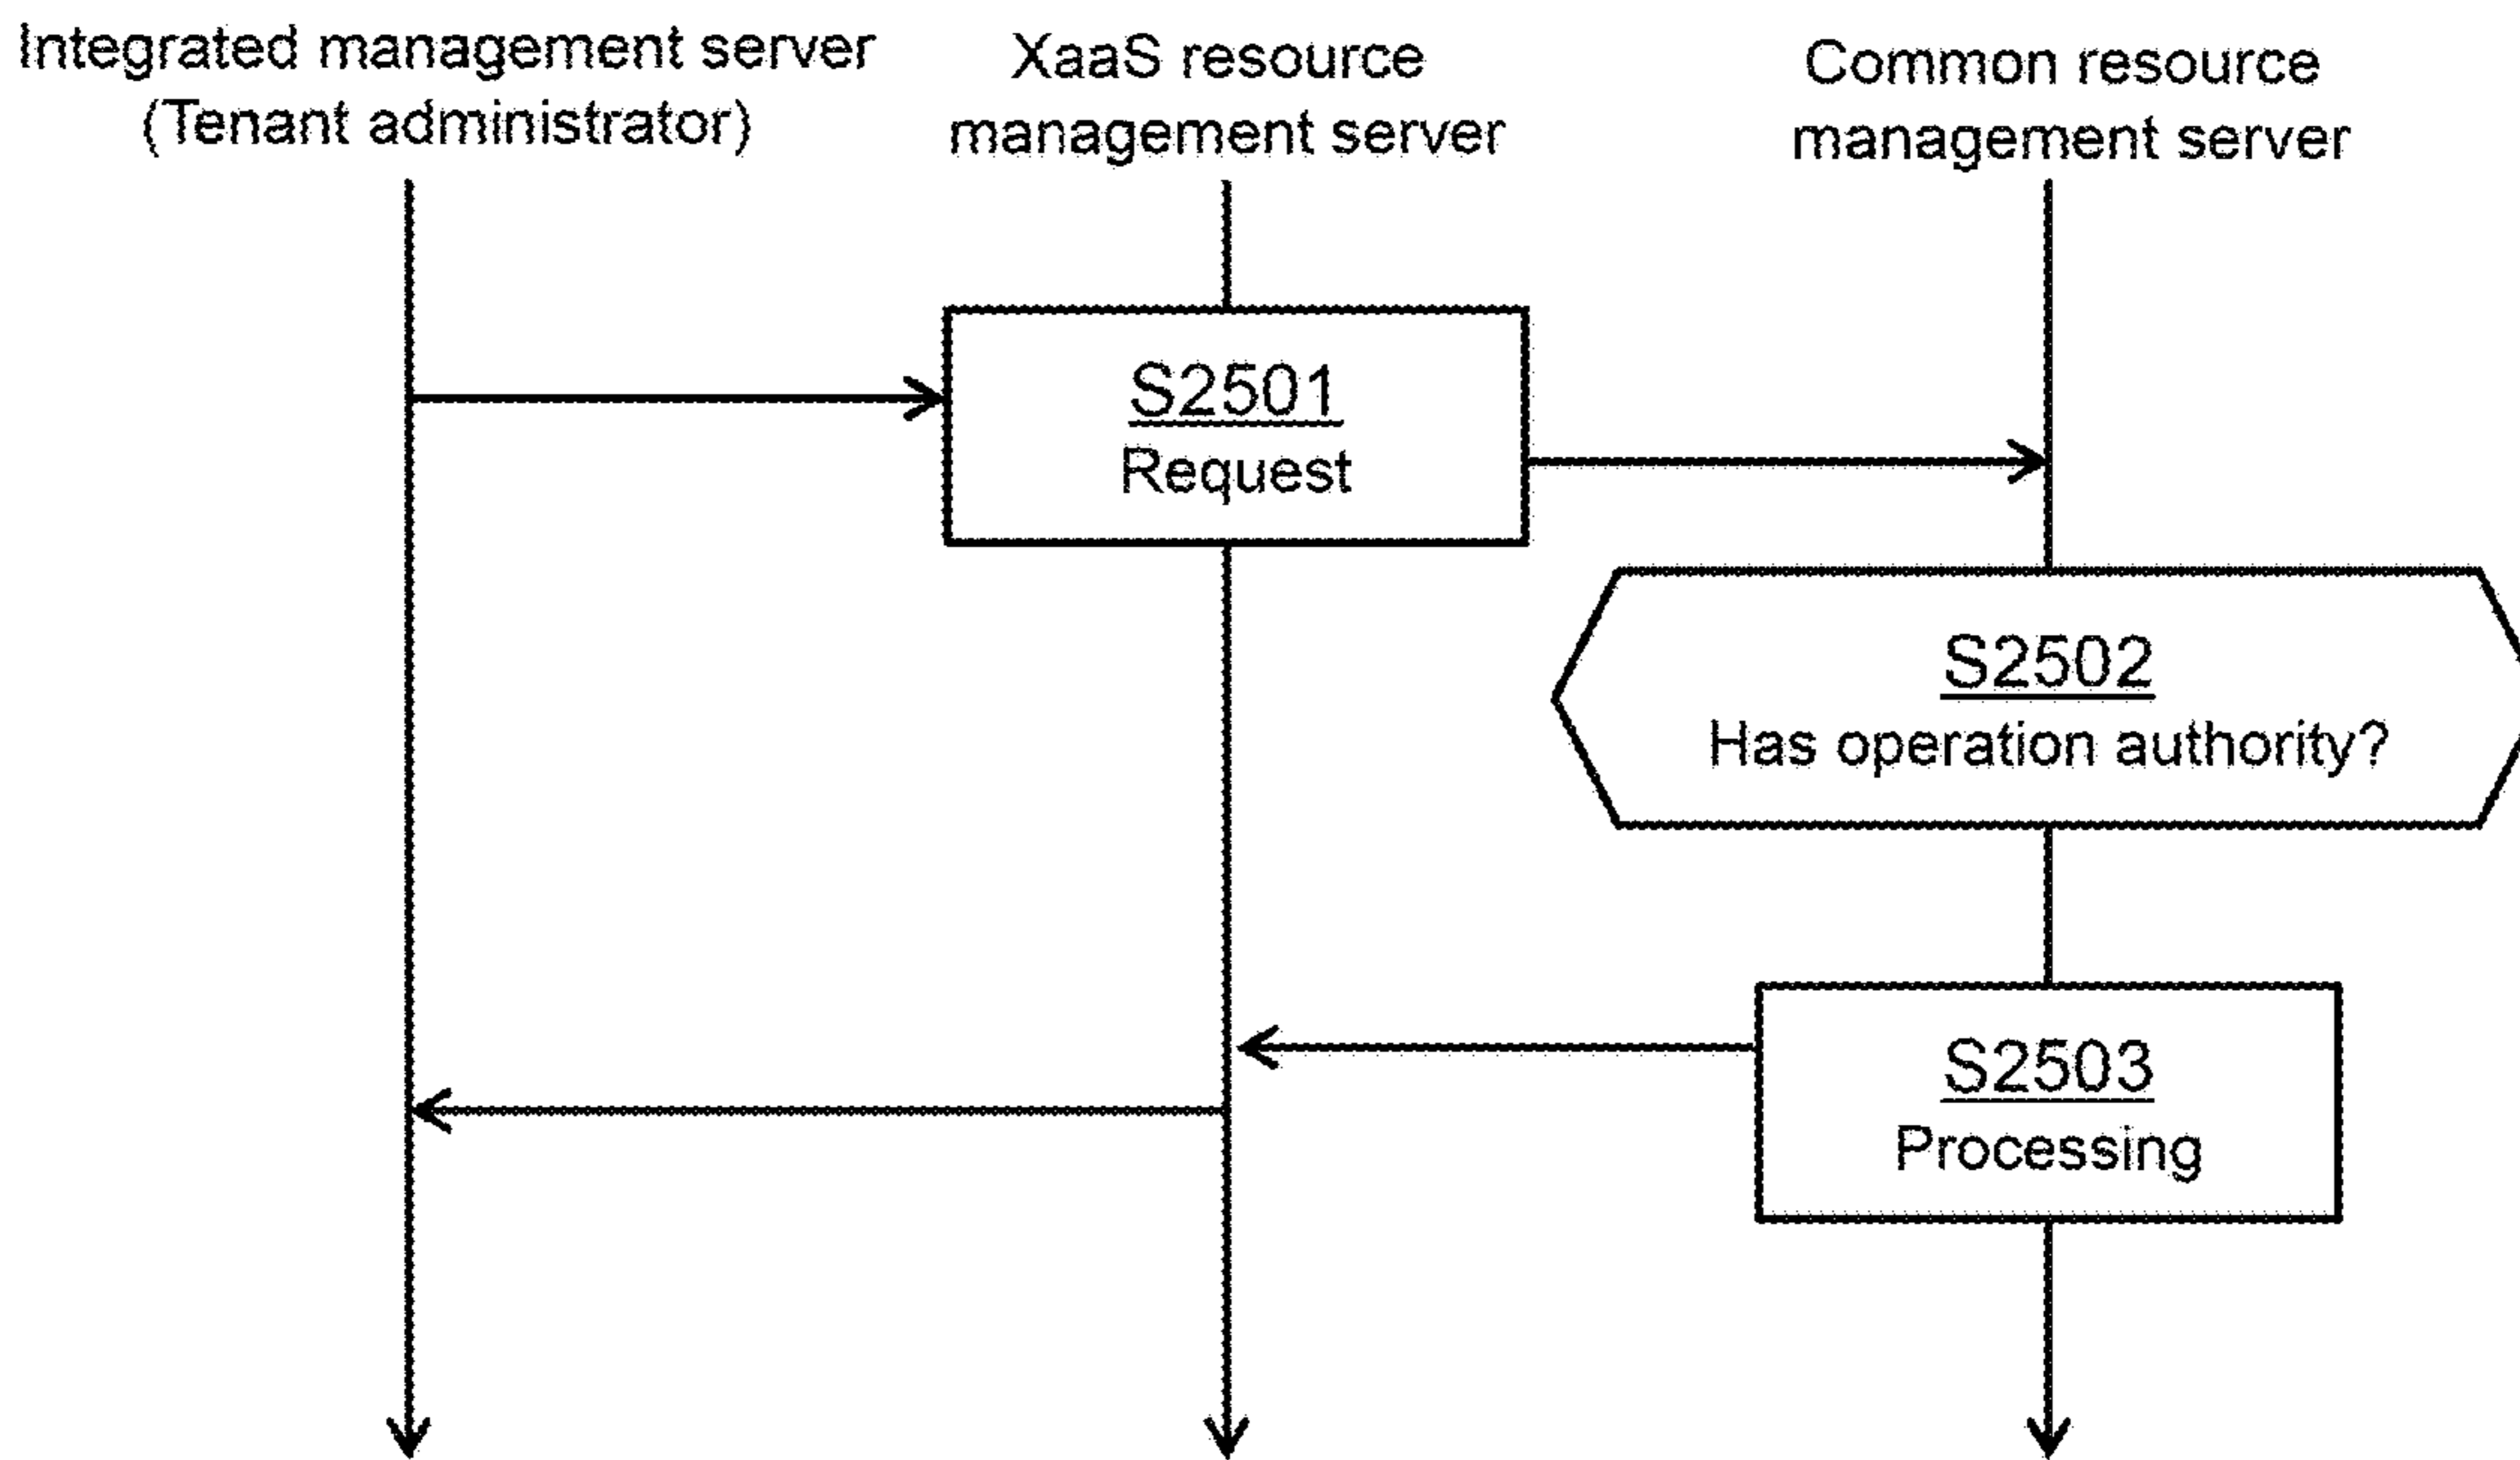 Integrated management server
(Tenant administrator)
XaaS resource
management server
Common resource
management server
S2501
Request
S2502
Has operation authority?
S2503
Processing